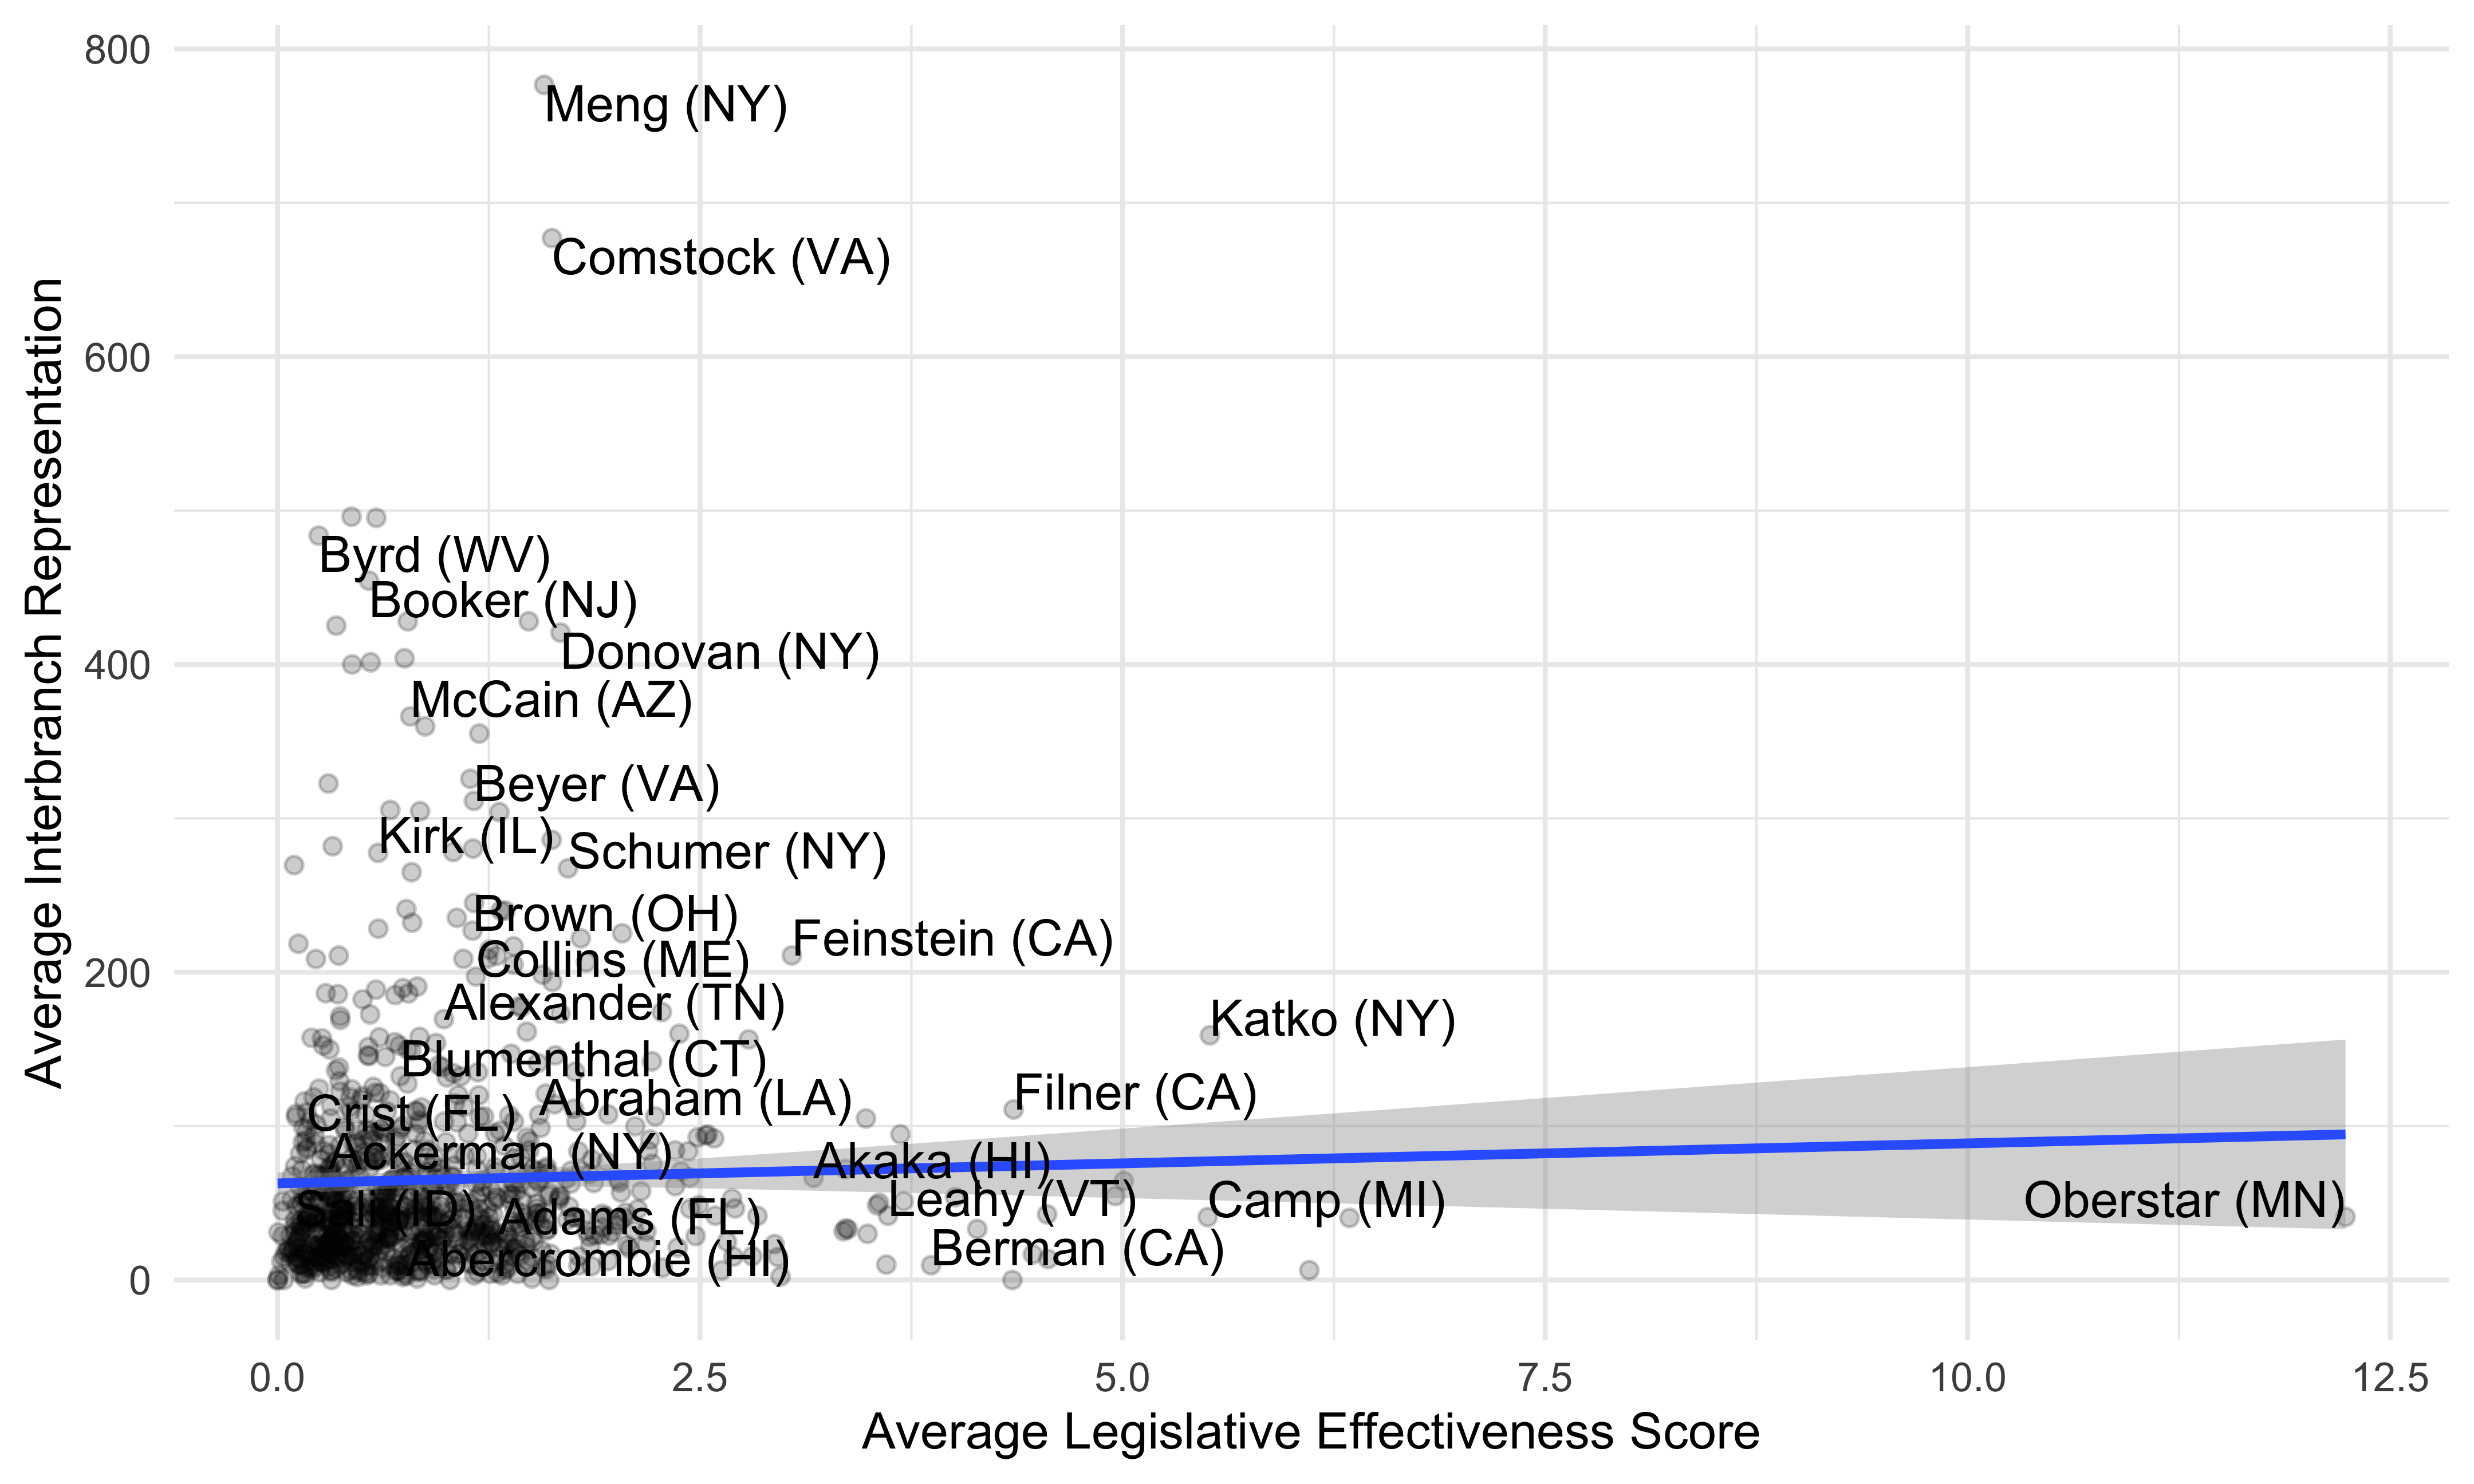 800
Meng (NY)
Comstock (VA)
600
Byrd (WV)
Booker (NJ)
Donovan (NY)
400
McCain (AZ)
Beyer (VA)
Kirk (IL)
Schumer (NY)
Brown (OH)
Feinstein (CA)
Collins (ME)
200
Alexander (TN)
Katko (NY)
Blumenthal (CT)
Abraham (LA)
Filner (CA)
Crist (FL)
Ackerman (NY)
Akaka (HI)
Leahy (VT)
Camp (MI)
Oberstar (MN)
Sali (ID)
Adams (FL)
Berman (CA)
Abercrombie (HI)
0
Average Interbranch Representation
0.0
2.5
5.0
7.5
10.0
12.5
Average Legislative Effectiveness Score